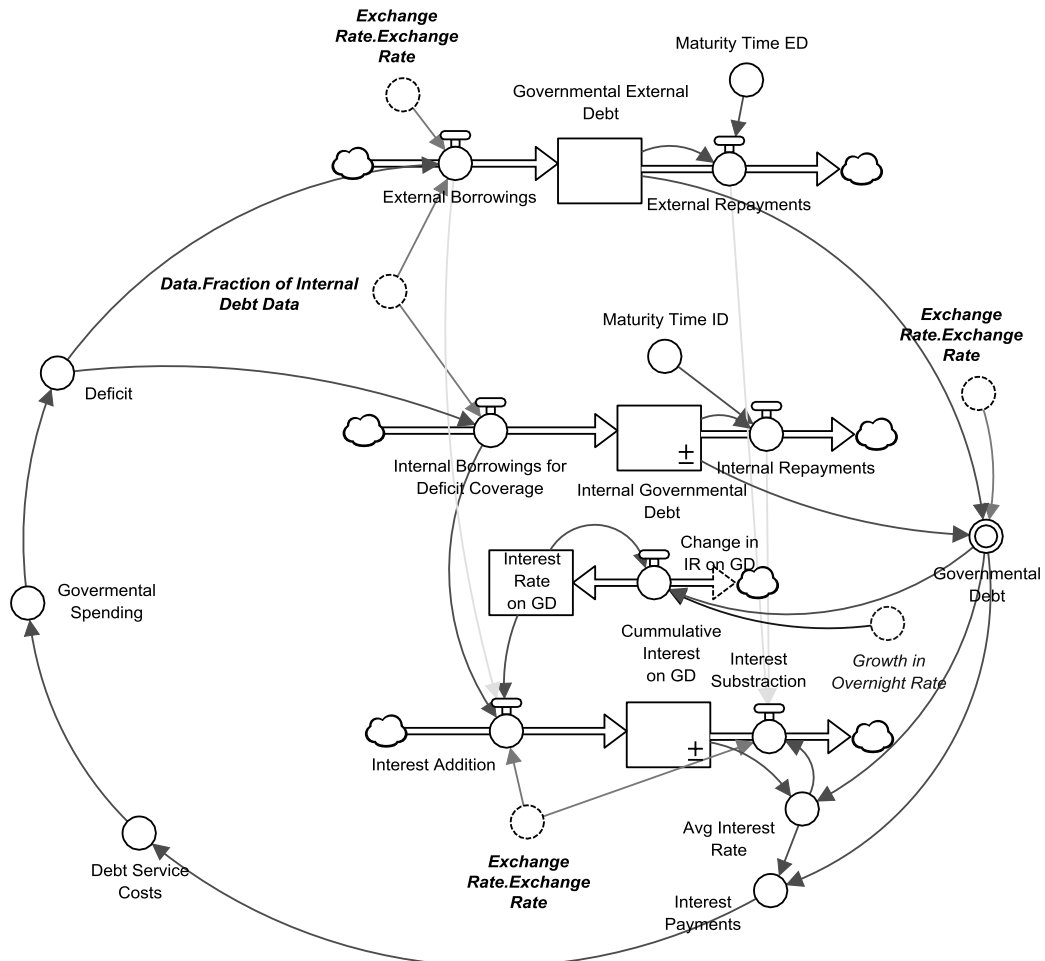 Exchange
Rate.Exchange
Rate
Maturity Time ED
Governmental External
Debt
External Borrowings
External Repayments
Data.Fraction of Internal
Debt Data
Maturity Time ID
Exchange
Rate.Exchange
Rate
Deficit
Internal Borrowings for
Deficit Coverage
Internal Governmental
Debt
Internal Repayments
Interest
Rate
on GD
Change in
IR on GD
Governmental
Debt
Govermental
Spending
Cummulative
Interest
on GD
Interest
Substraction
Growth in
Overnight Rate
Interest Addition
Avg Interest
Rate
Exchange
Rate.Exchange
Rate
Debt Service
Costs
Interest
Payments
±
±